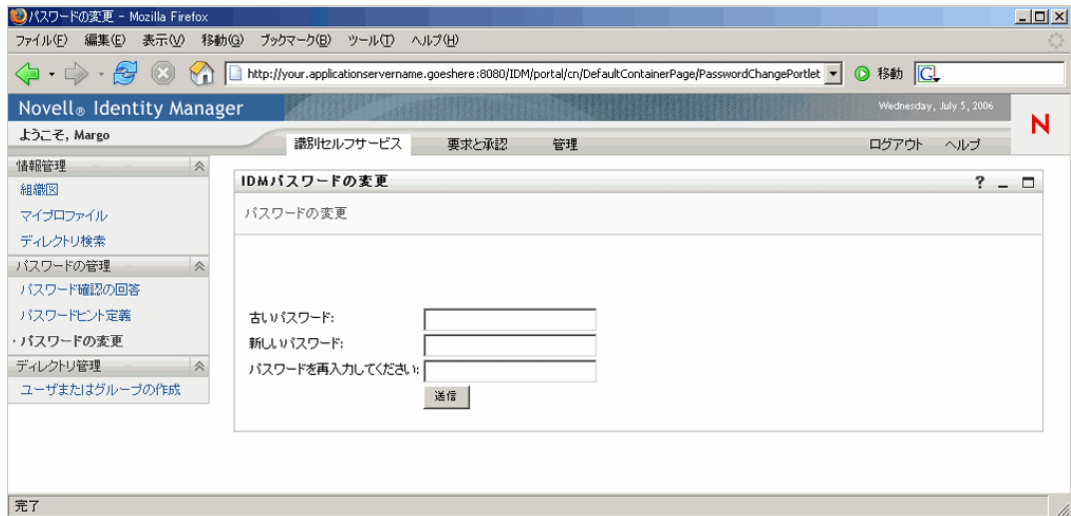 パスワードの変更 - Mozilla Firefox
ファイル(F) 編集(E) 表示(V) 移動(G) ブックマーク(B) ツール(T) ヘルプ(H)
http://your.applicationservername.goeshere:8080/IDM/portal/cn/DefaultContainerPage/PasswordChangePortlet 移動 G
Novell® Identity Manager
Wednesday, July 5, 2006
N
ようこそ, Margo
識別セルフサービス 要求と承認 管理 ログアウト ヘルプ
情報管理
組織図
マイプロファイル
ディレクトリ検索
パスワードの管理
パスワード確認の回答
パスワードヒント定義
・パスワードの変更
ディレクトリ管理
ユーザまたはグループの作成
IDMパスワードの変更 ?
パスワードの変更
古いパスワード:
新しいパスワード:
パスワードを再入力してください:
送信
完了